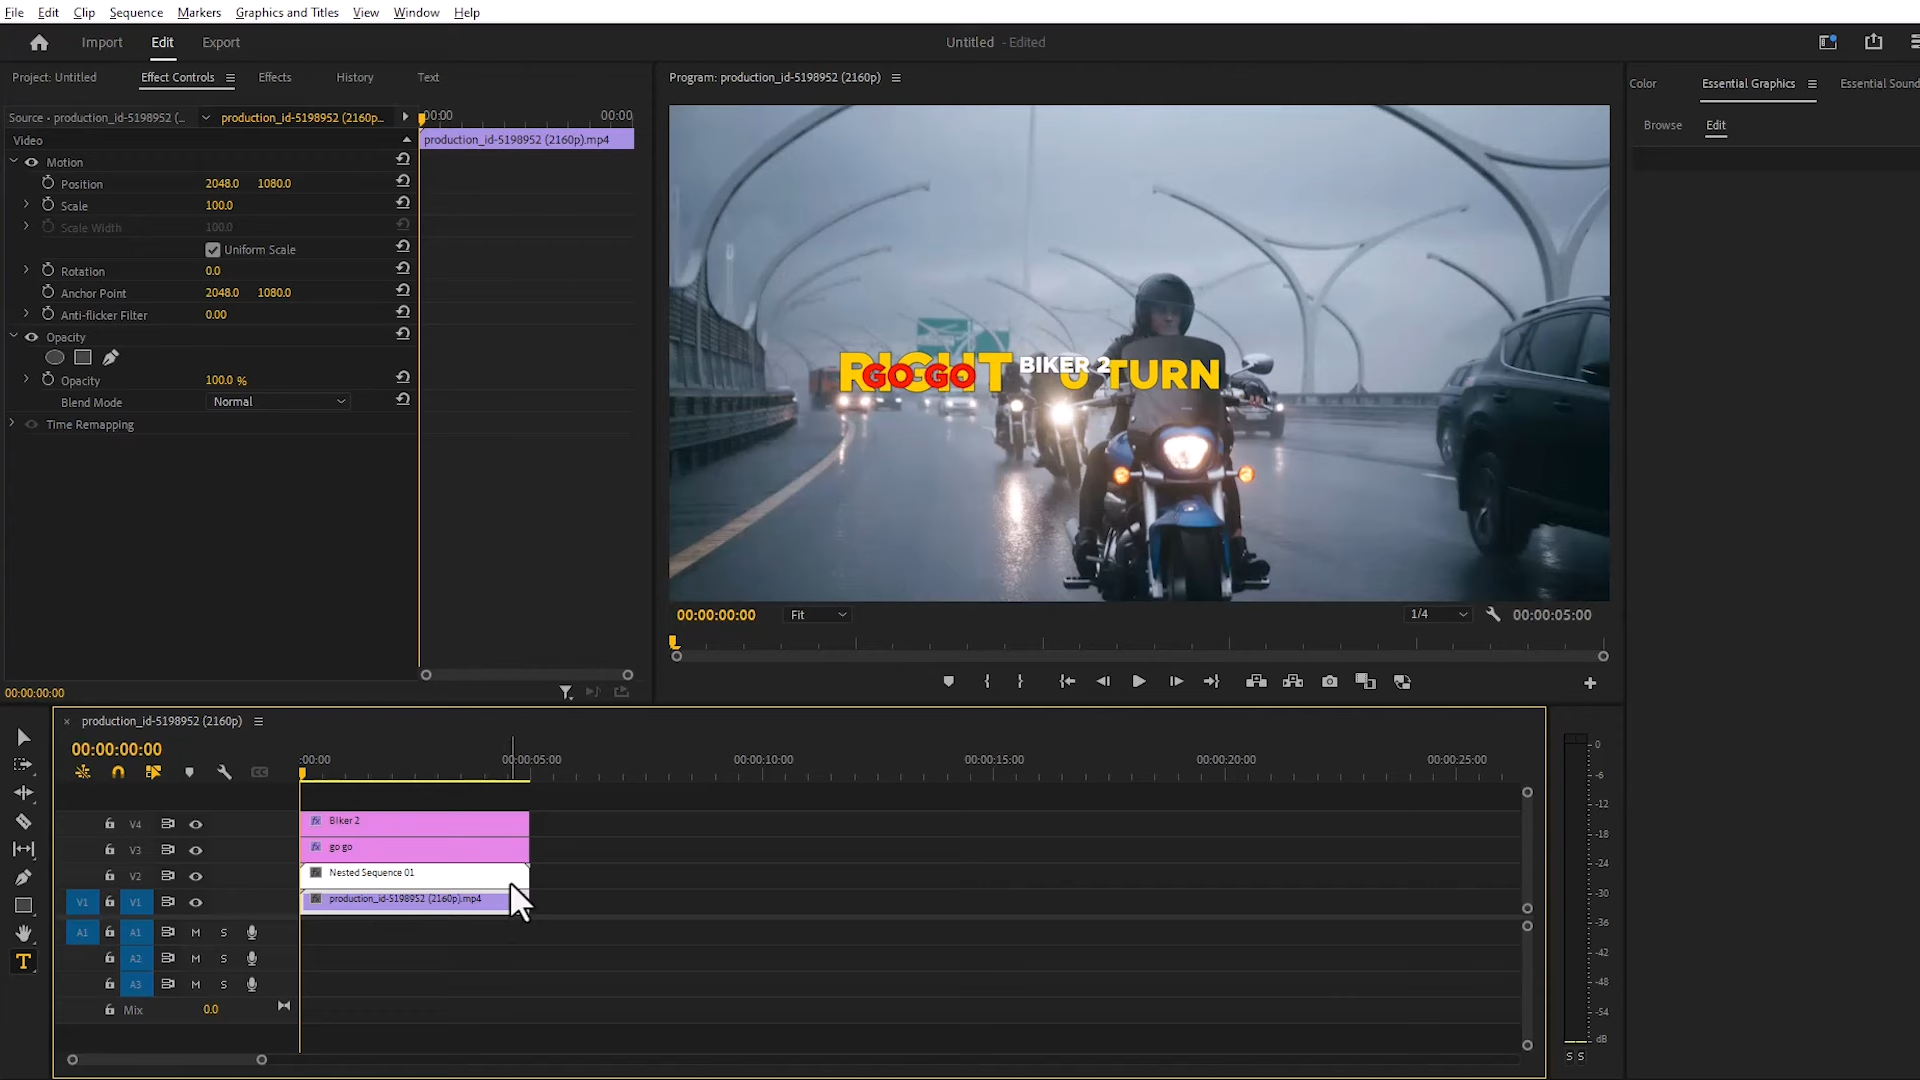 File Edit Clip Sequence Markers Graphics and Titles View Window Help
Import Edit Export Untitled - Edited
Project: Untitled Effect Controls Effects History Text
Program: production_id-5198952 (2160p)
Color Essential Graphics Essential Sound
Browse Edit
Source • production_id-5198952 (... production_id-5198952 (2160p...
:00:00 00:00
Video
production_id-5198952 (2160p).mp4
Motion
Position 2048.0 1080.0
Scale 100.0
Scale Width 100.0
Uniform Scale
Rotation 0.0
Anchor Point 2048.0 1080.0
Anti-flicker Filter 0.00
Opacity
Opacity 100.0 %
Blend Mode Normal
Time Remapping
RIGHT
GO GO
BIKER 2
U TURN
00:00:00:00 Fit 1/4 00:00:05:00
00:00:00:00
production_id-5198952 (2160p)
00:00:00:00
:00:00 00:00:05:00 00:00:10:00 00:00:15:00 00:00:20:00 00:00:25:00
V4 BIker 2
V3 go go
V2 Nested Sequence 01
V1 V1 production_id-5198952 (2160p).mp4
A1 A1 M S
A2 M S
A3 M S
Mix 0.0
0
-6
-12
-18
-24
-30
-36
-42
-48
-54
dB
S S